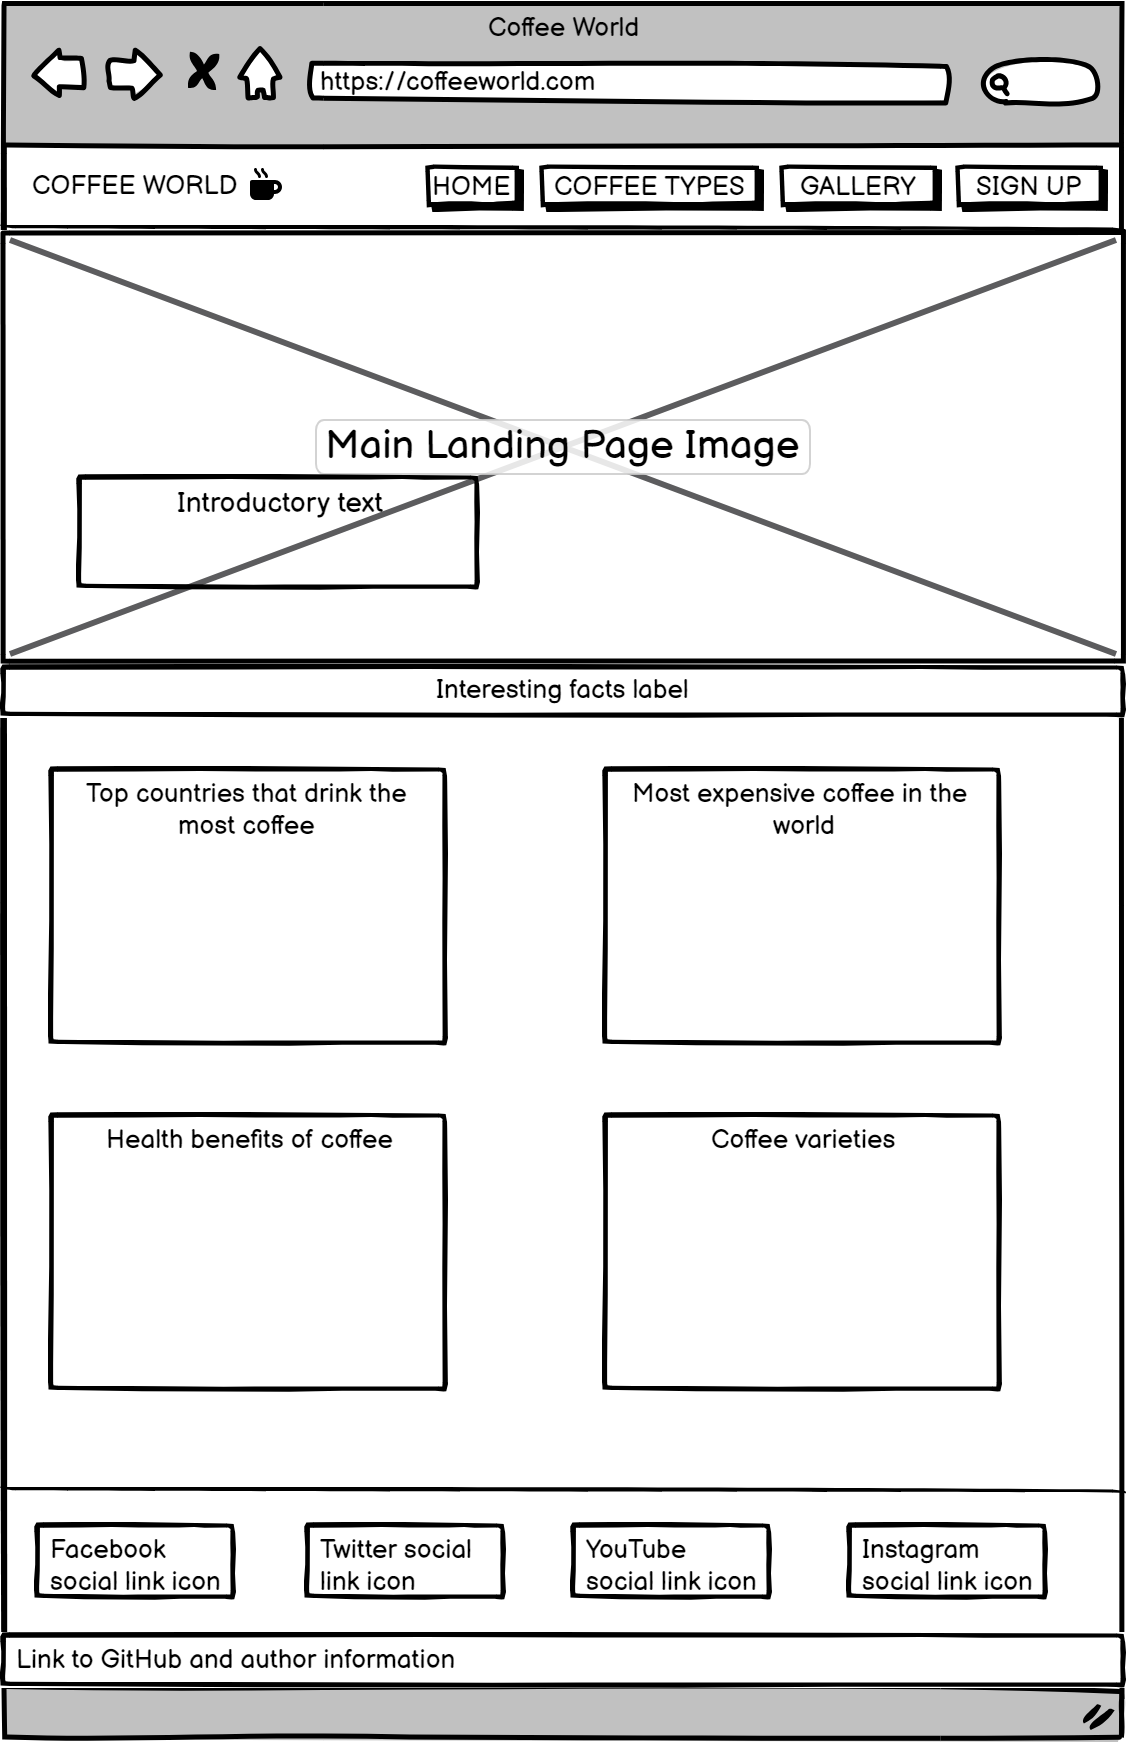 Coffee World
https://coffeeworld.com
COFFEE WORLD
HOME
COFFEE TYPES
GALLERY
SIGN UP
Main Landing Page Image
Introductory text
Interesting facts label
Top countries that drink the
most coffee
Most expensive coffee in the
world
Health benefits of coffee
Coffee varieties
Facebook
social link icon
Twitter social
link icon
YouTube
social link icon
Instagram
social link icon
Link to GitHub and author information